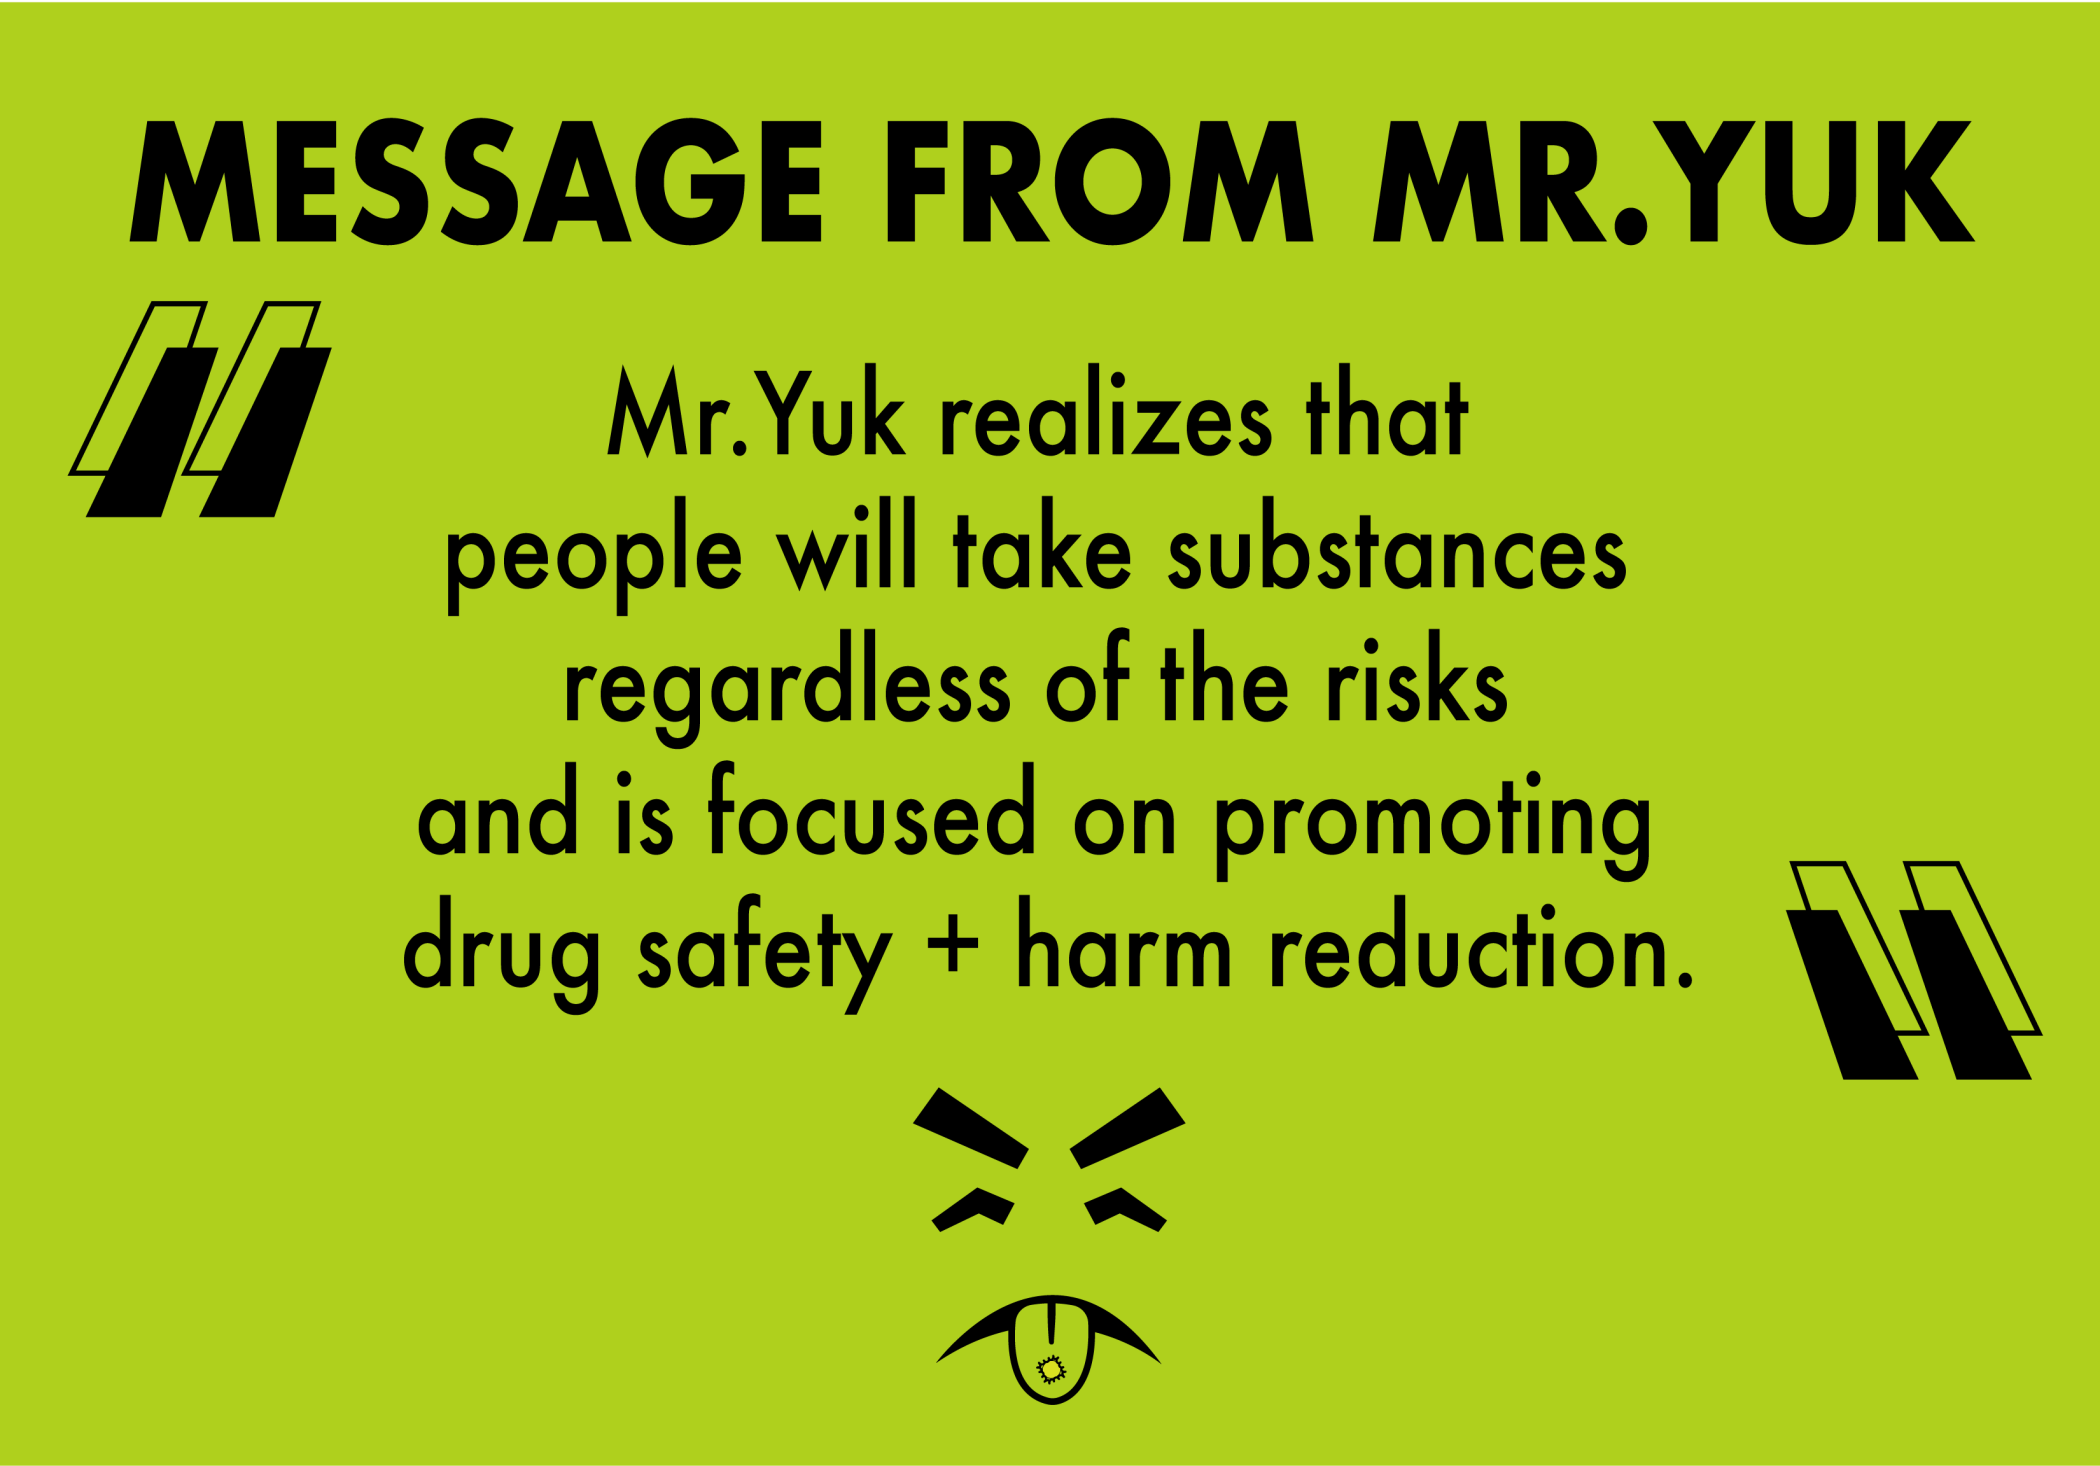 MESSAGE FROM MR.YUK
Mr.Yuk realizes that
people will take substances
regardless of the risks
and is focused on promoting
drug safety + harm reduction.